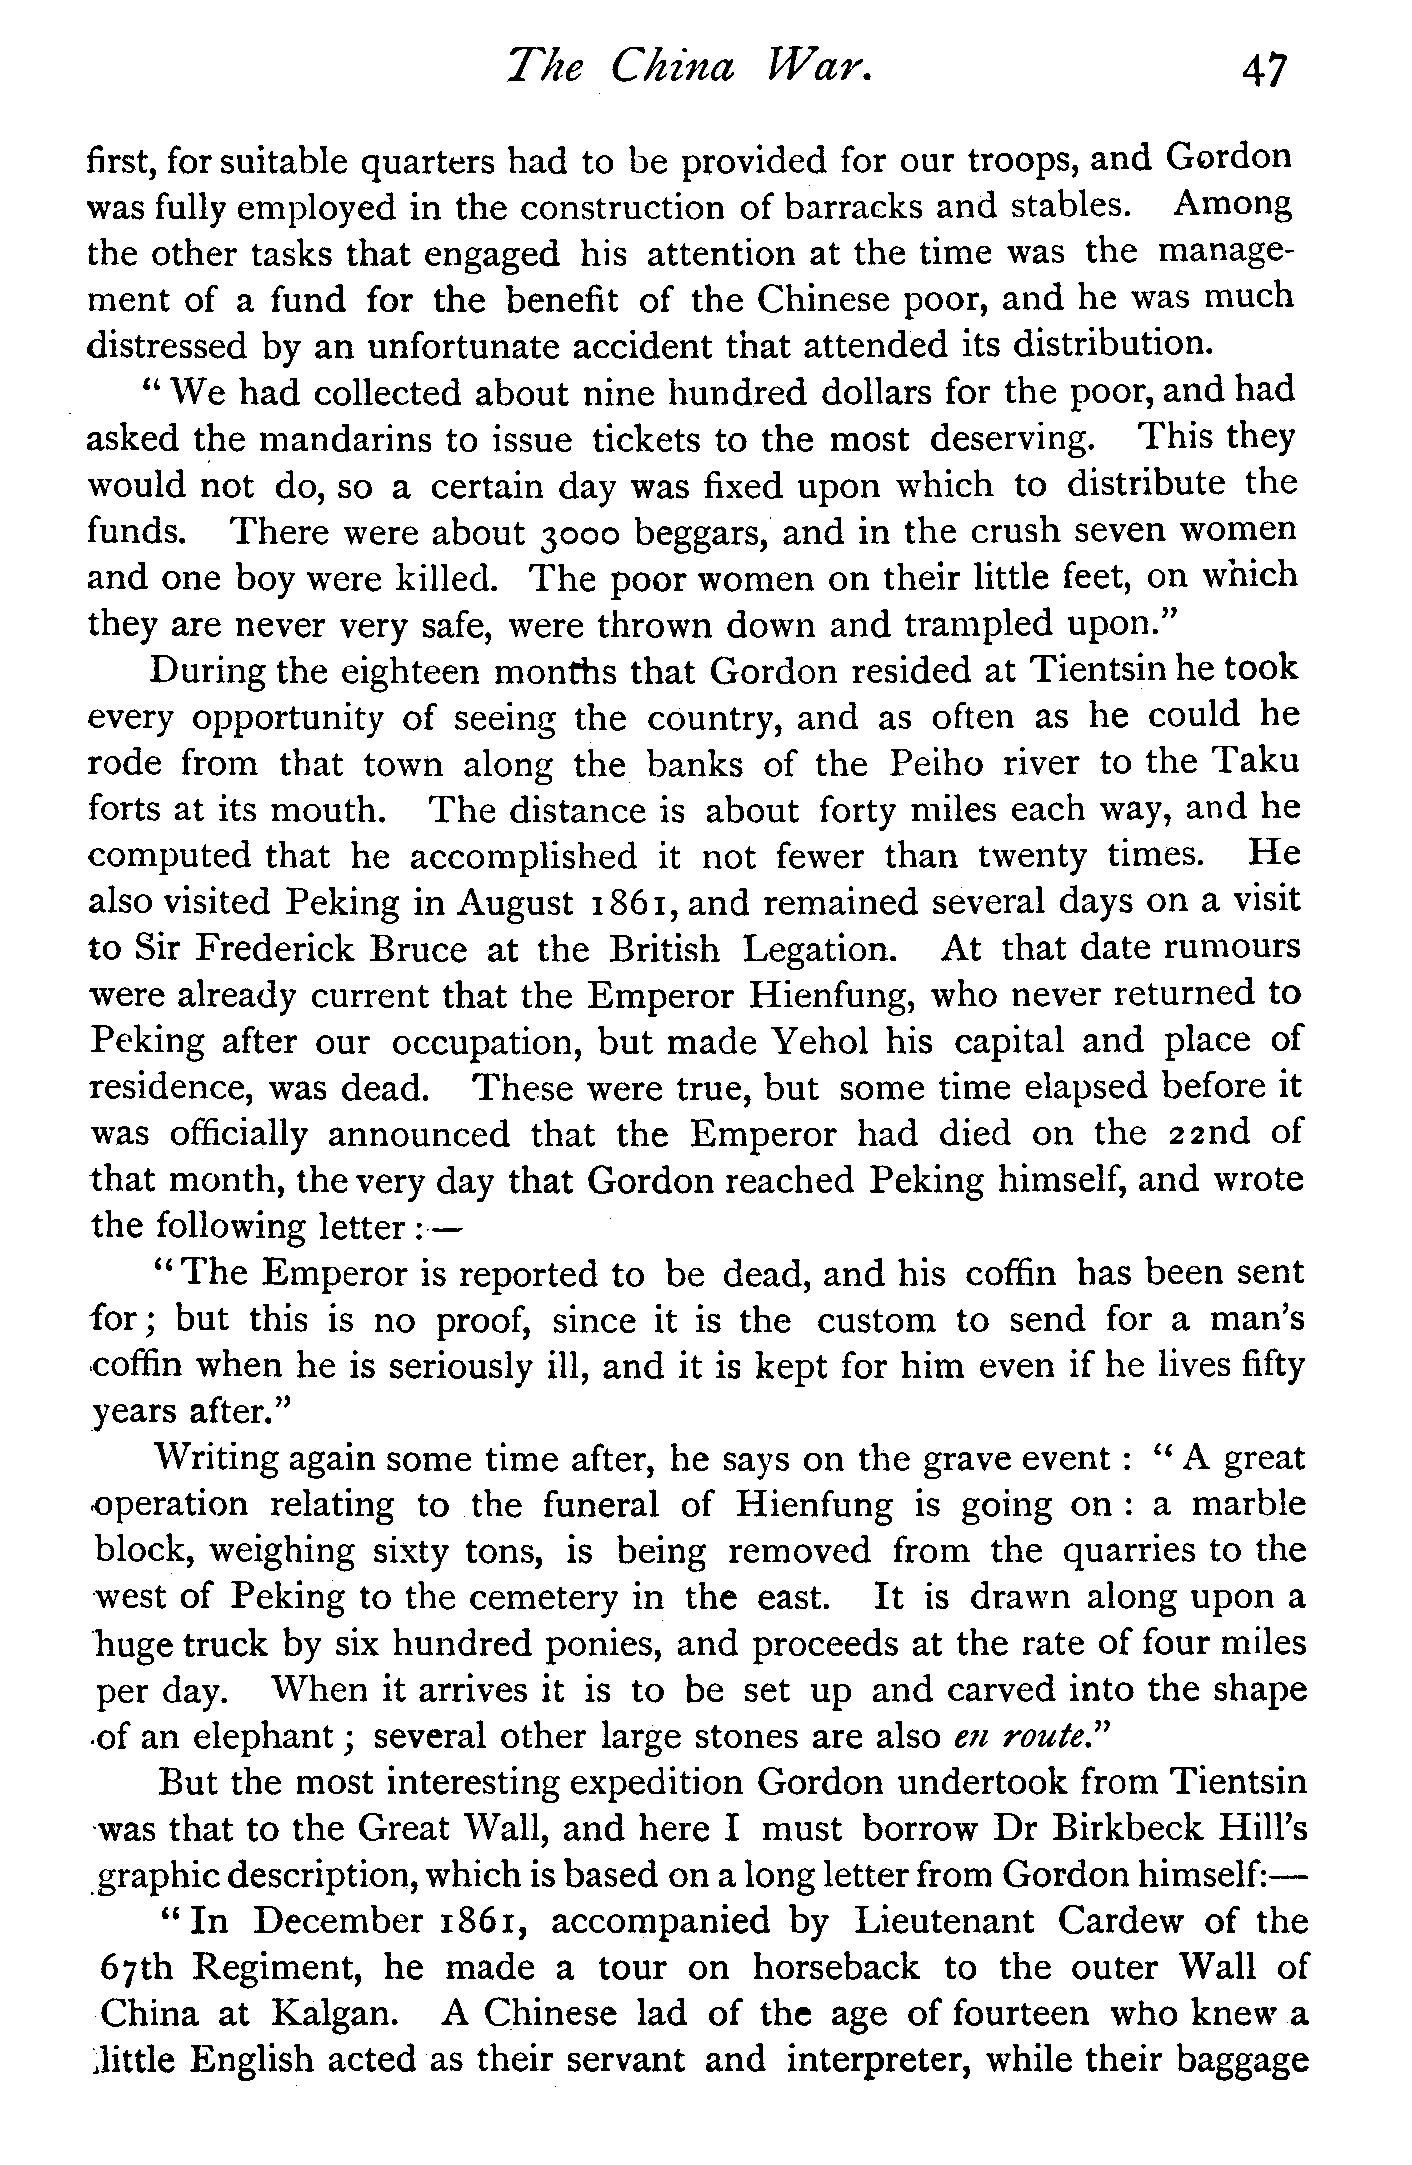 The China War. 47
first, for suitable quarters had to be provided for our troops, and Gordon
was fully employed in the construction of barracks and stables. Among
the other tasks that engaged his attention at the time was the manage-
ment of a fund for the benefit of the Chinese poor, and he was much
distressed by an unfortunate accident that attended its distribution.
“ We had collected about nine hundred dollars for the poor, and had
asked the mandarins to issue tickets to the most deserving. This they
would not do, so a certain day was fixed upon which to distribute the
funds. There were about 3000 beggars, and in the crush seven women
and one boy were killed. The poor women on their little feet, on which
they are never very safe, were thrown down and trampled upon.”
During the eighteen months that Gordon resided at Tientsin he took
every opportunity of seeing the country, and as often as he could he
rode from that town along the banks of the Peiho river to the Taku
forts at its mouth. The distance is about forty miles each way, and he
computed that he accomplished it not fewer than twenty times. He
also visited Peking in August 1861, and remained several days on a visit
to Sir Frederick Bruce at the British Legation. At that date rumours
were already current that the Emperor Hienfung, who never returned to
Peking after our occupation, but made Yehol his capital and place of
residence, was dead. These were true, but some time elapsed before it
was officially announced that the Emperor had died on the 22nd of
that month, the very day that Gordon reached Peking himself, and wrote
the following letter :—
“ The Emperor is reported to be dead, and his coffin has been sent
for ; but this is no proof, since it is the custom to send for a man’s
coffin when he is seriously ill, and it is kept for him even if he lives fifty
years after.”
Writing again some time after, he says on the grave event : “ A great
operation relating to the funeral of Hienfung is going on : a marble
block, weighing sixty tons, is being removed from the quarries to the
west of Peking to the cemetery in the east. It is drawn along upon a
huge truck by six hundred ponies, and proceeds at the rate of four miles
per day. When it arrives it is to be set up and carved into the shape
of an elephant ; several other large stones are also en route.”
But the most interesting expedition Gordon undertook from Tientsin
was that to the Great Wall, and here I must borrow Dr Birkbeck Hill’s
graphic description, which is based on a long letter from Gordon himself:—
“ In December 1861, accompanied by Lieutenant Cardew of the
67th Regiment, he made a tour on horseback to the outer Wall of
China at Kalgan. A Chinese lad of the age of fourteen who knew a
little English acted as their servant and interpreter, while their baggage